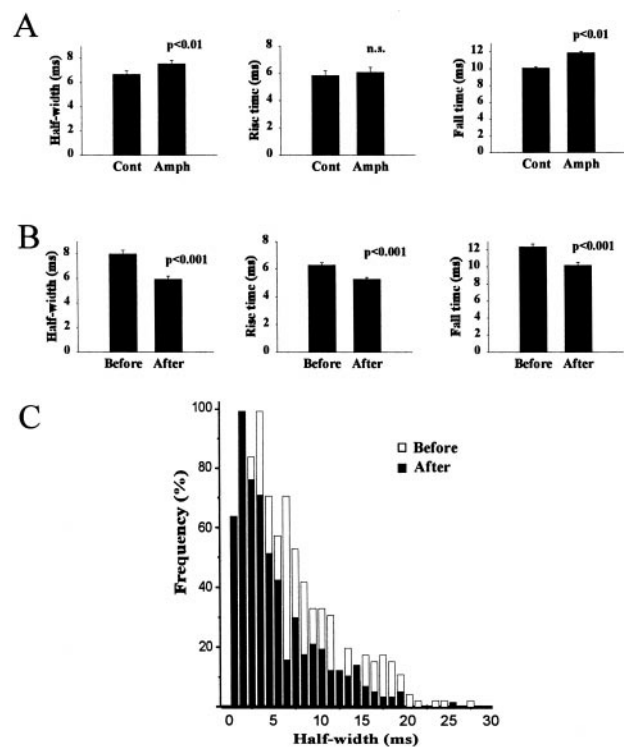 A
Half-width (ms)
8
6
4
2
0
p<0.01
Cont Amph
Rise time (ms)
8
6
4
2
0
n.s.
Cont Amph
Fall time (ms)
12
10
8
6
4
2
0
p<0.01
Cont Amph
B
Half-width (ms)
8
6
4
2
0
p<0.001
Before After
Rise time (ms)
8
6
4
2
0
p<0.001
Before After
Fall time (ms)
12
10
8
6
4
2
0
p<0.001
Before After
C
Frequency (%)
100
80
60
40
20
Before
After
0 5 10 15 20 25 30
Half-width (ms)